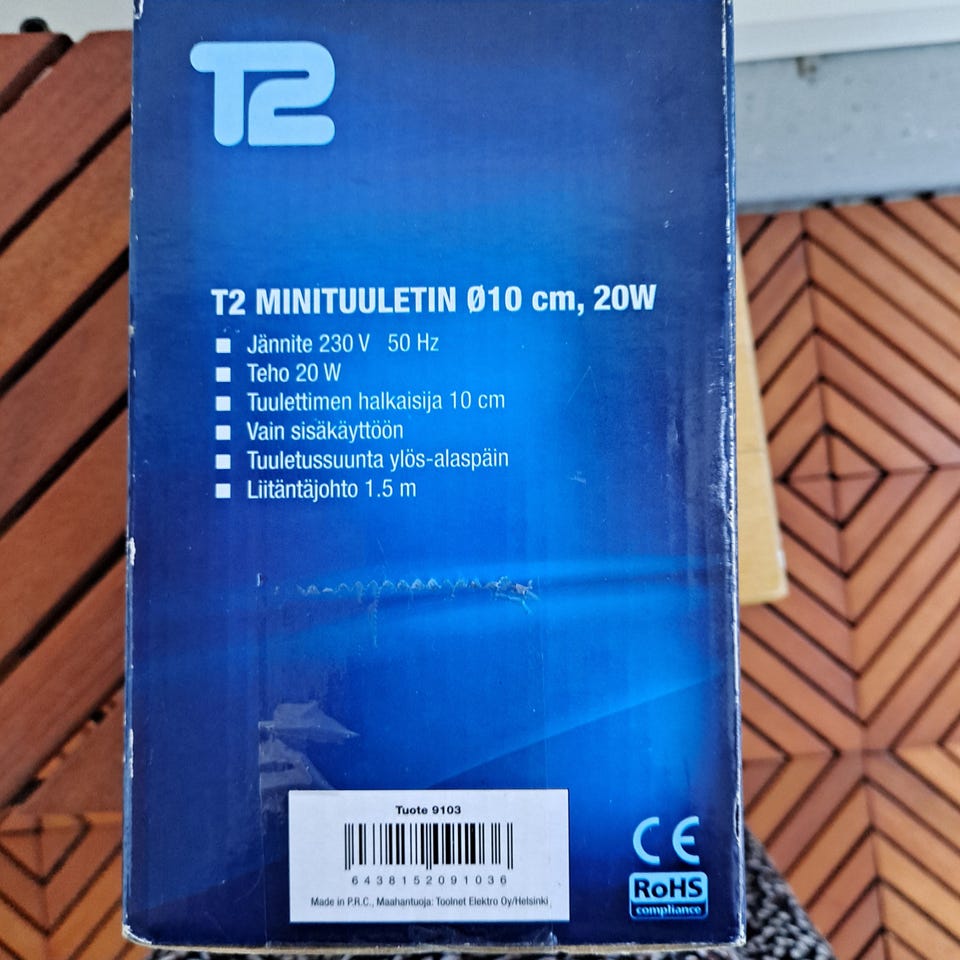 T2
T2 MINITUULETIN Ø10 cm, 20W
Jännite 230 V 50 Hz
Teho 20 W
Tuulettimen halkaisija 10 cm
Vain sisäkäyttöön
Tuuletussuunta ylös-alaspäin
Liitäntäjohto 1.5 m
Tuote 9103
6438152091036
Made in P.R.C., Maahantuoja: Toolnet Elektro Oy/Helsinki
CE
RoHS
compliance